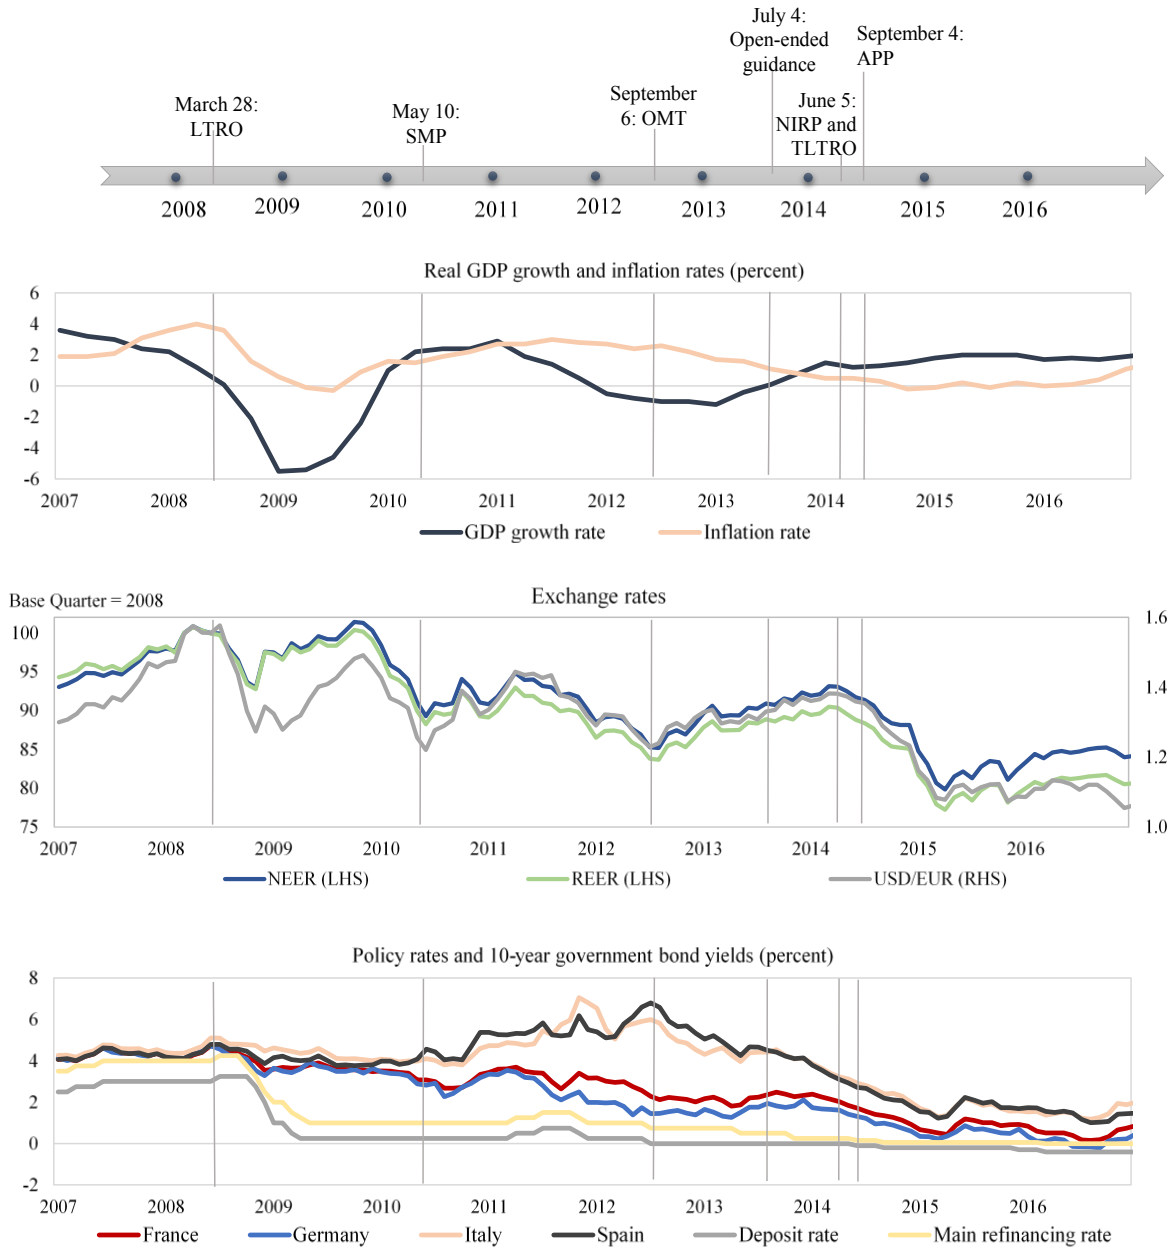 July 4:
Open-ended
guidance
September 4:
APP
March 28:
LTRO
May 10:
SMP
September
6: OMT
June 5:
NIRP and
TLTRO
2008 2009 2010 2011 2012 2013 2014 2015 2016
Real GDP growth and inflation rates (percent)
6
4
2
0
-2
-4
-6
2007 2008 2009 2010 2011 2012 2013 2014 2015 2016
GDP growth rate Inflation rate
Base Quarter = 2008 Exchange rates
100 1.6
95
90 1.4
85
80 1.2
75 1.0
2007 2008 2009 2010 2011 2012 2013 2014 2015 2016
NEER (LHS) REER (LHS) USD/EUR (RHS)
Policy rates and 10-year government bond yields (percent)
8
6
4
2
0
-2
2007 2008 2009 2010 2011 2012 2013 2014 2015 2016
France Germany Italy Spain Deposit rate Main refinancing rate